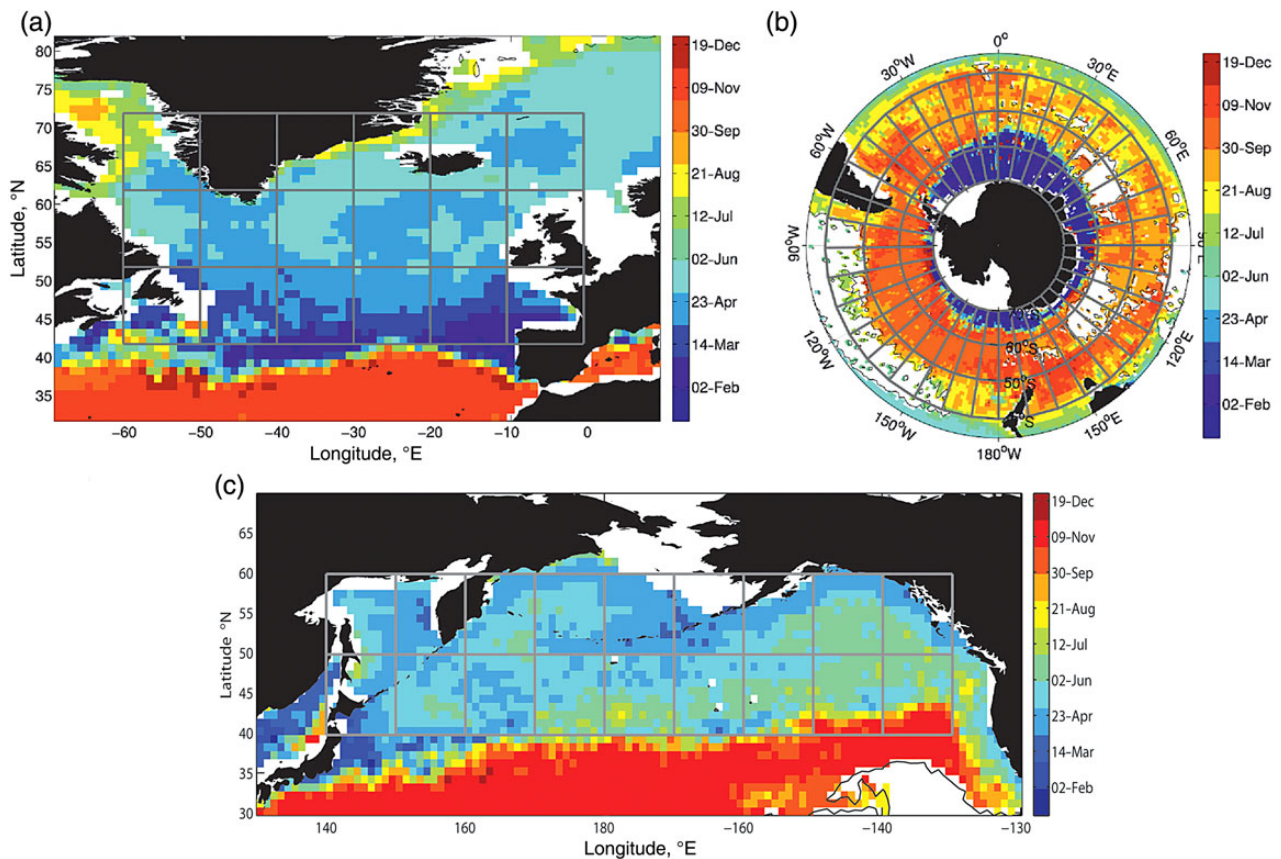 (a)
80
75
70
65
60
55
50
45
40
35
Latitude, °N
−60
−50
−40
−30
−20
−10
0
Longitude, °E
19-Dec
09-Nov
30-Sep
21-Aug
12-Jul
02-Jun
23-Apr
14-Mar
02-Feb
(b)
0°
30°W
30°E
60°W
60°E
90°W
120°W
120°E
150°W
150°E
180°W
70°S
60°S
50°S
19-Dec
09-Nov
30-Sep
21-Aug
12-Jul
02-Jun
23-Apr
14-Mar
02-Feb
(c)
65
60
55
50
45
40
35
30
Latitude °N
140
160
180
−160
−140
−130
Longitude, °E
19-Dec
09-Nov
30-Sep
21-Aug
12-Jul
02-Jun
23-Apr
14-Mar
02-Feb